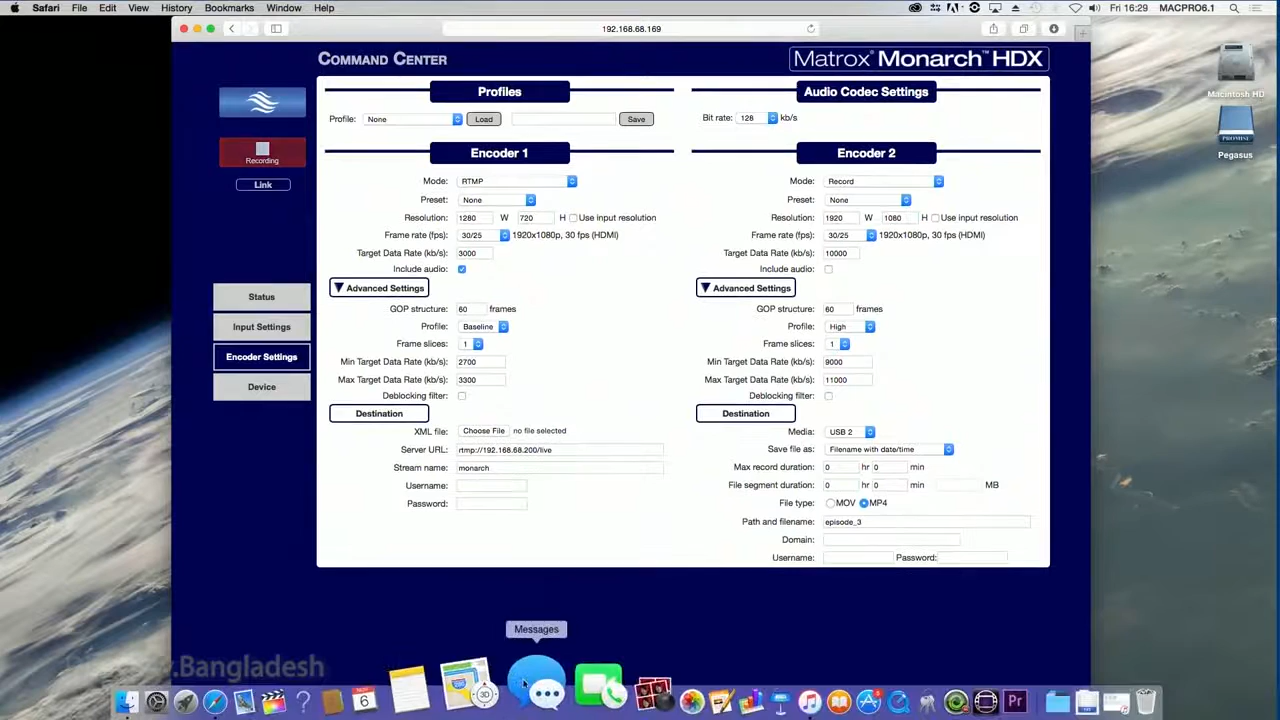 Safari File Edit View History Bookmarks Window Help Fri 16:29 MACPRO6.1
192.168.68.169
COMMAND CENTER
Matrox Monarch™ HDX
Macintosh HD
PROMISE
Pegasus
Recording
Link
Status
Input Settings
Encoder Settings
Device
Profiles
Profile: None Load Save
Audio Codec Settings
Bit rate: 128 kb/s
Encoder 1
Mode: RTMP
Preset: None
Resolution: 1280 W 720 H Use input resolution
Frame rate (fps): 30/25 1920x1080p, 30 fps (HDMI)
Target Data Rate (kb/s): 3000
Include audio:
Advanced Settings
GOP structure: 60 frames
Profile: Baseline
Frame slices: 1
Min Target Data Rate (kb/s): 2700
Max Target Data Rate (kb/s): 3300
Deblocking filter:
Destination
XML file: Choose File no file selected
Server URL: rtmp://192.168.68.200/live
Stream name: monarch
Username:
Password:
Encoder 2
Mode: Record
Preset: None
Resolution: 1920 W 1080 H Use input resolution
Frame rate (fps): 30/25 1920x1080p, 30 fps (HDMI)
Target Data Rate (kb/s): 10000
Include audio:
Advanced Settings
GOP structure: 60 frames
Profile: High
Frame slices: 1
Min Target Data Rate (kb/s): 9000
Max Target Data Rate (kb/s): 11000
Deblocking filter:
Destination
Media: USB 2
Save file as: Filename with date/time
Max record duration: 0 hr 0 min
File segment duration: 0 hr 0 min MB
File type: MOV MP4
Path and filename: episode_3
Domain:
Username: Password:
Messages
.Bangladesh
3D
NOV
6
Pr